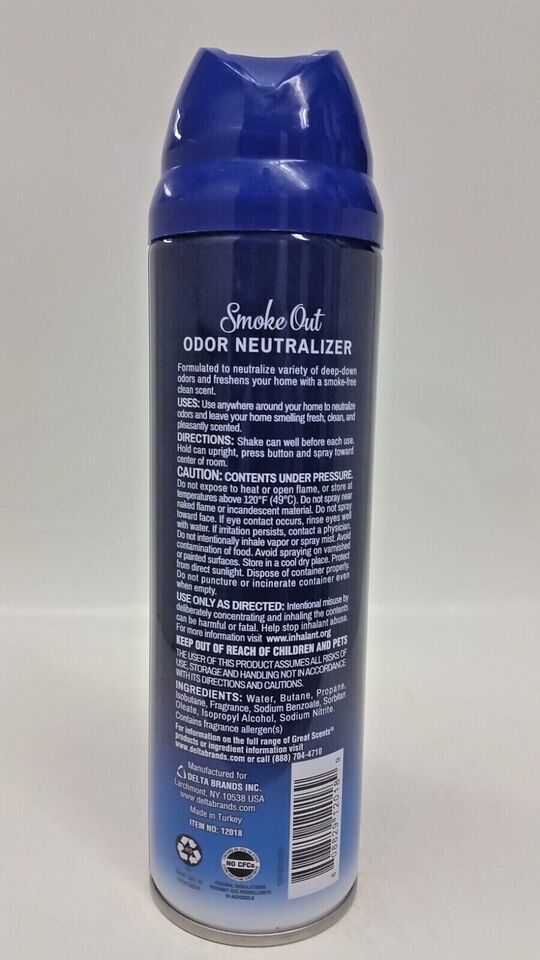 Smoke Out
ODOR NEUTRALIZER
Formulated to neutralize variety of deep-down
odors and freshens your home with a smoke-free
clean scent.
USES: Use anywhere around your home to neutralize
odors and leave your home smelling fresh, clean, and
pleasantly scented.
DIRECTIONS: Shake can well before each use.
Hold can upright, press button and spray toward
center of room.
CAUTION: CONTENTS UNDER PRESSURE.
Do not expose to heat or open flame, or store at
temperatures above 120°F (49°C). Do not spray near
naked flame or incandescent material. Do not spray
toward face. If eye contact occurs, rinse eyes well
with water. If irritation persists, contact a physician.
Do not intentionally inhale vapor or spray mist. Avoid
contamination of food. Avoid spraying on varnished
or painted surfaces. Store in a cool dry place. Protect
from direct sunlight. Dispose of container properly.
Do not puncture or incinerate container even
when empty.
USE ONLY AS DIRECTED: Intentional misuse by
deliberately concentrating and inhaling the contents
can be harmful or fatal. Help stop inhalant abuse.
For more information visit www.inhalant.org
KEEP OUT OF REACH OF CHILDREN AND PETS
THE USER OF THIS PRODUCT ASSUMES ALL RISKS OF
USE, STORAGE AND HANDLING NOT IN ACCORDANCE
WITH ITS DIRECTIONS AND CAUTIONS.
INGREDIENTS: Water, Butane, Propane,
Isobutane, Fragrance, Sodium Benzoate, Sorbitan
Oleate, Isopropyl Alcohol, Sodium Nitrite.
Contains fragrance allergen(s)
For information on the full range of Great Scents®
products or ingredient information visit
www.deltabrands.com or call (888) 704-4710
Manufactured for
DELTA BRANDS INC.
Larchmont, NY 10538 USA
www.deltabrands.com
Made in Turkey
ITEM NO: 12018
NO CFCs
FEDERAL REGULATIONS
PROHIBIT CFC PROPELLANTS
IN AEROSOLS
8 05829 12018 9